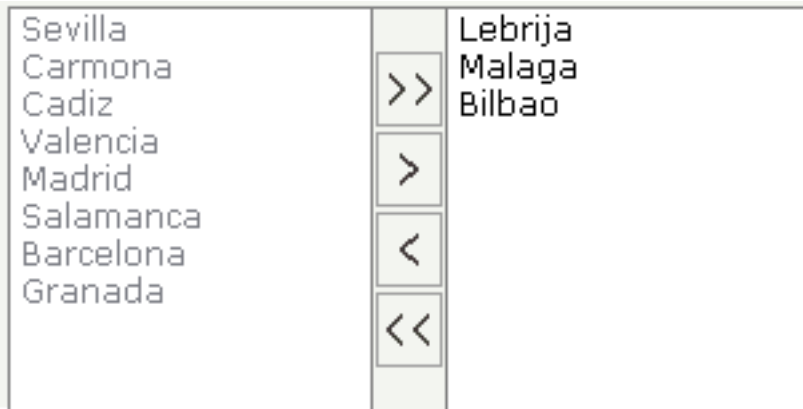 Sevilla
Carmona
Cadiz
Valencia
Madrid
Salamanca
Barcelona
Granada
>>
>
<
<<
Lebrija
Malaga
Bilbao